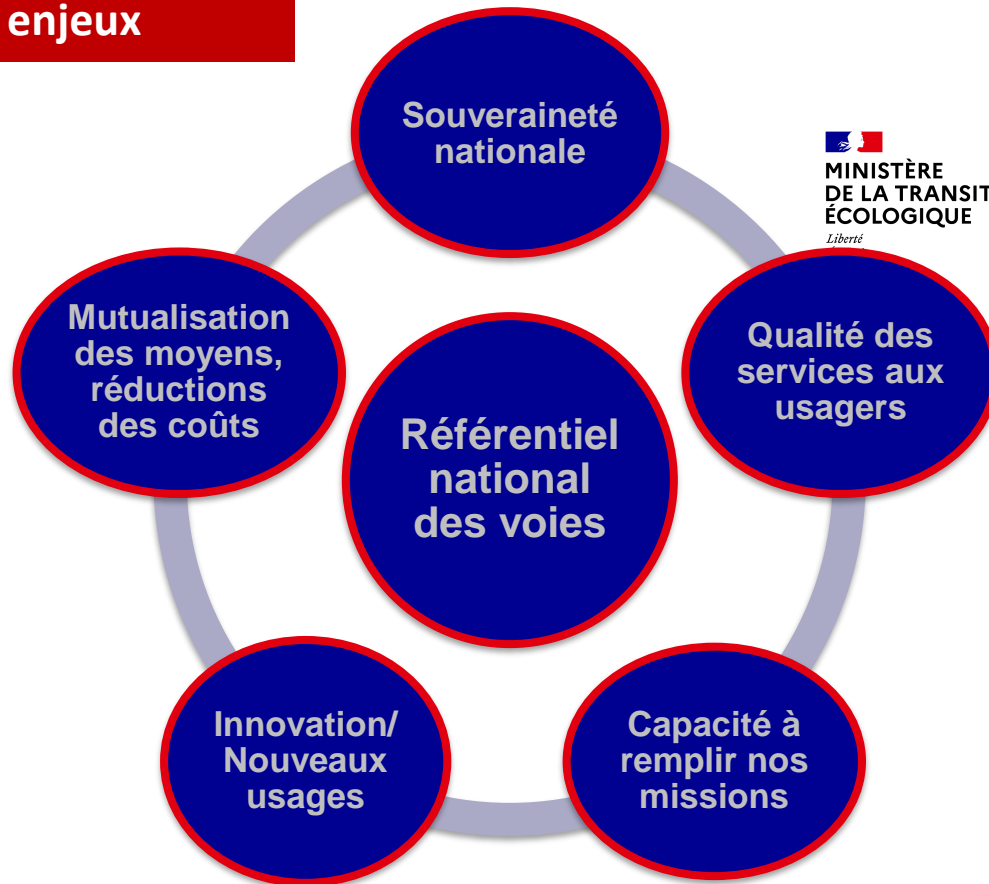 enjeux
Souveraineté
nationale
MINISTÈRE
DE LA TRANSIT
ÉCOLOGIQUE
Liberté
Mutualisation
des moyens,
réductions
des coûts
Qualité des
services aux
usagers
Référentiel
national
des voies
Innovation/
Nouveaux
usages
Capacité à
remplir nos
missions